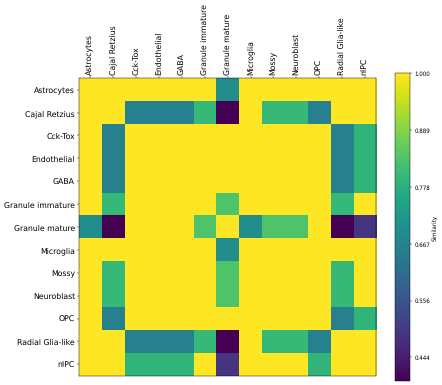 Astrocytes
Cajal Retzius
Cck-Tox
Endothelial
GABA
Granule immature
Granule mature
Microglia
Mossy
Neuroblast
OPC
Radial Glia-like
nIPC
Astrocytes
Cajal Retzius
Cck-Tox
Endothelial
GABA
Granule immature
Granule mature
Microglia
Mossy
Neuroblast
OPC
Radial Glia-like
nIPC
1.000
0.889
0.778
0.667
0.556
0.444
Similarity